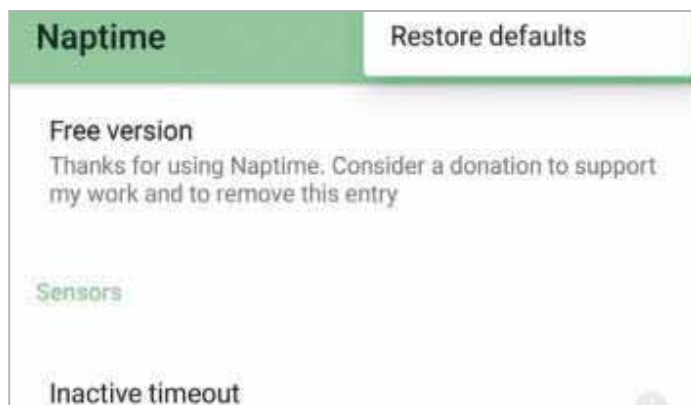 Naptime
Restore defaults
Free version
Thanks for using Naptime. Consider a donation to support
my work and to remove this entry
Sensors
Inactive timeout